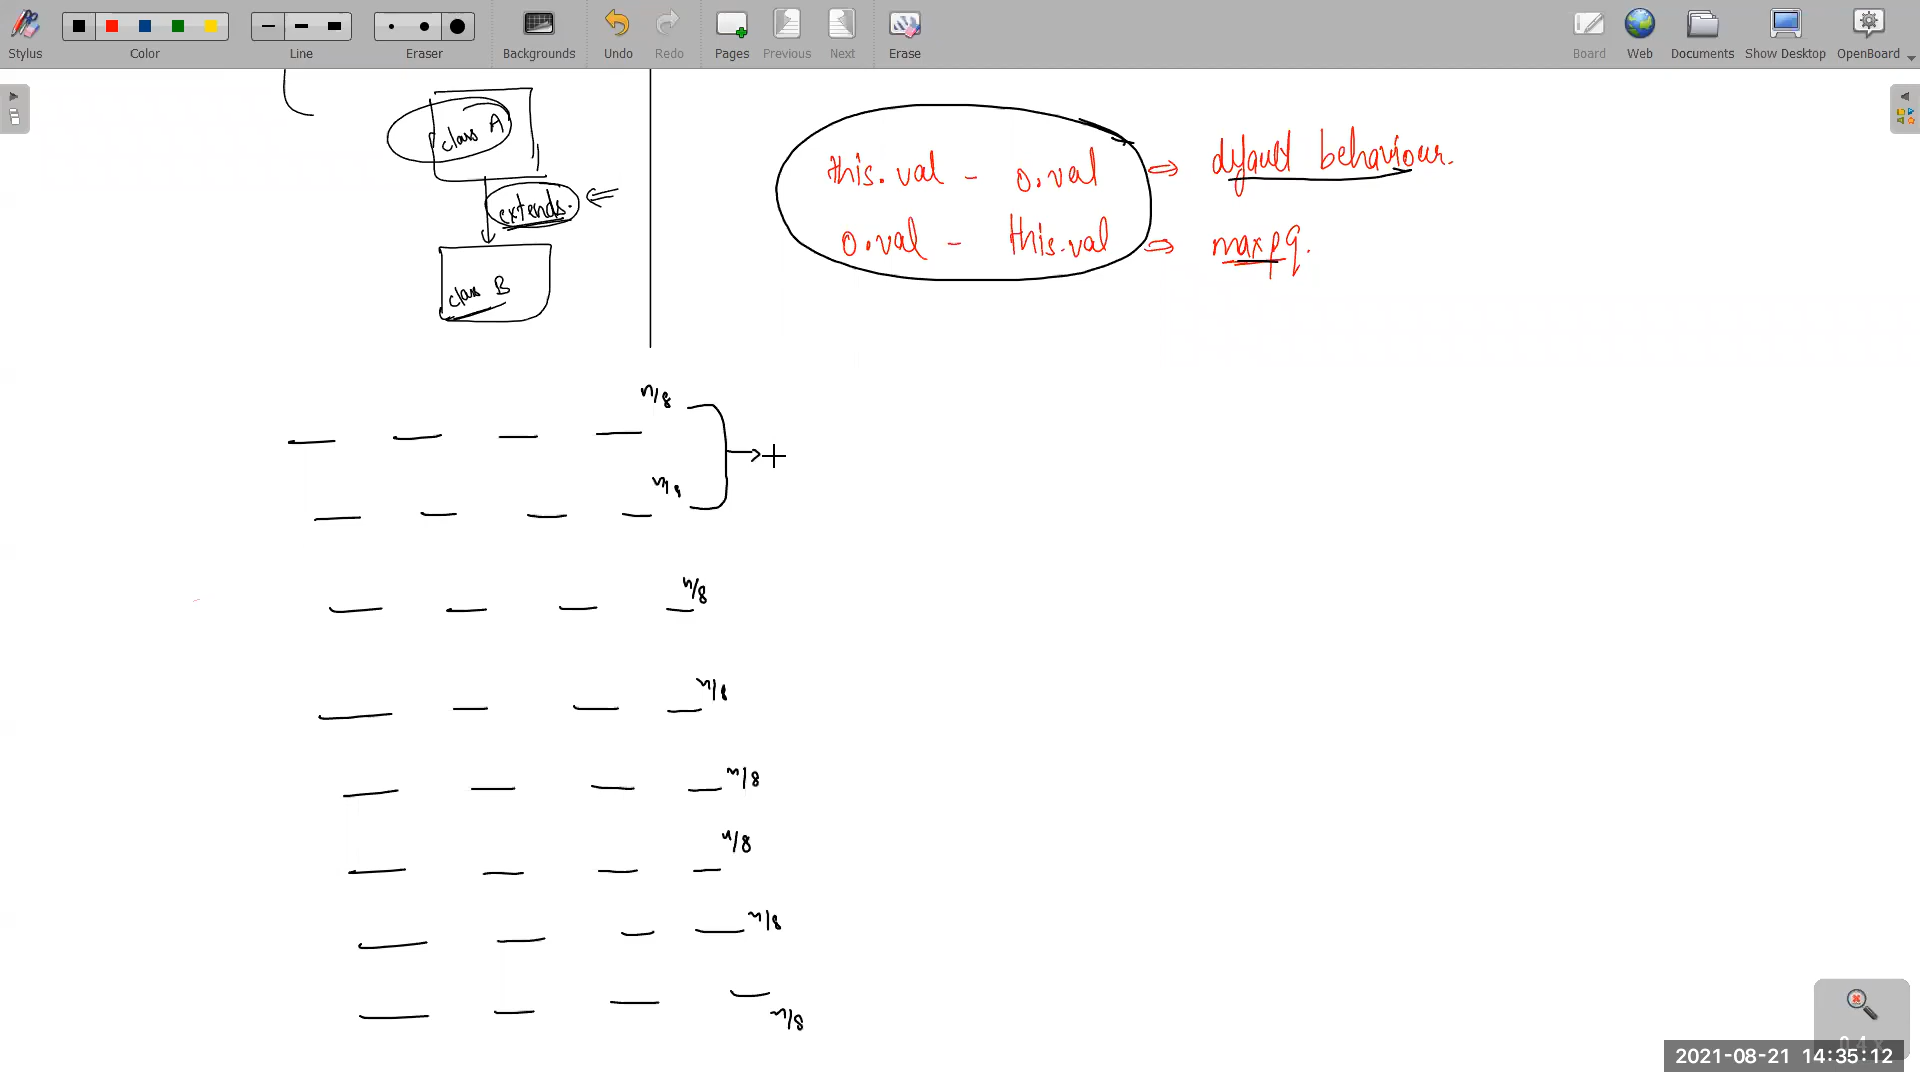 Stylus Color Line Eraser Backgrounds Undo Redo Pages Previous Next Erase Board Web Documents Show Desktop OpenBoard
class A
extends.
class B
this.val - o.val ⇒ default behaviour.
o.val - this.val ⇒ maxpq.
n/8
n/8
n/8
n/8
n/8
n/8
n/8
n/8
0.4 x
2021-08-21 14:35:12